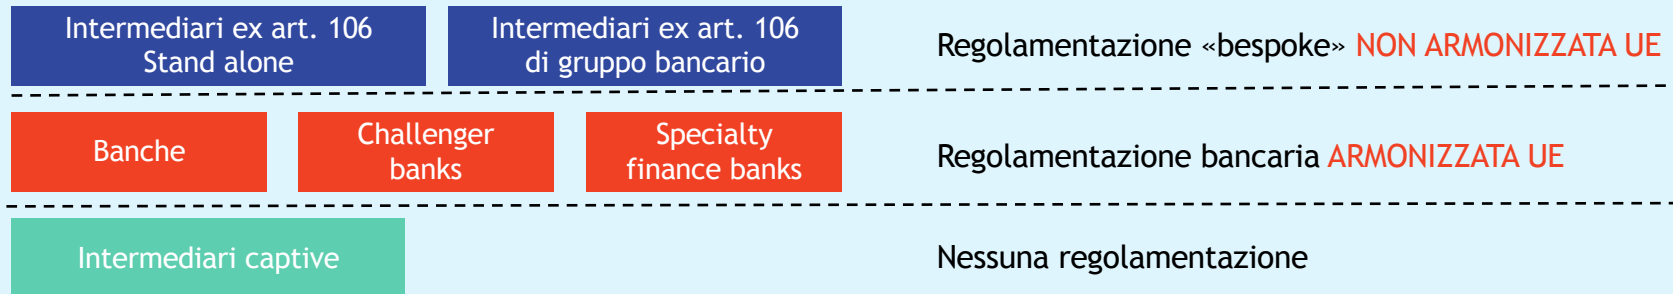 Intermediari ex art. 106
Stand alone
Intermediari ex art. 106
di gruppo bancario
Regolamentazione «bespoke» NON ARMONIZZATA UE
Banche
Challenger
banks
Specialty
finance banks
Regolamentazione bancaria ARMONIZZATA UE
Intermediari captive
Nessuna regolamentazione